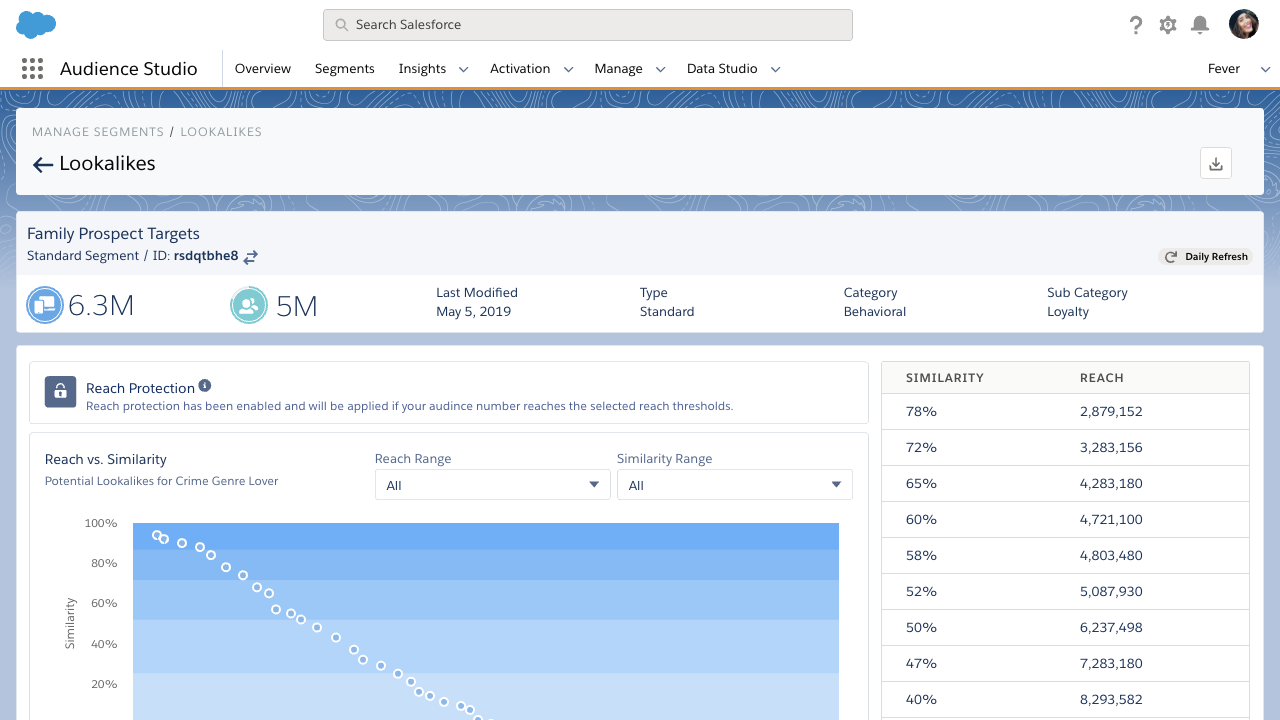 Search Salesforce
Audience Studio
Overview
Segments
Insights
Activation
Manage
Data Studio
Fever
MANAGE SEGMENTS / LOOKALIKES
Lookalikes
Family Prospect Targets
Standard Segment / ID: rsdqtbhe8
Daily Refresh
6.3M
5M
Last Modified
May 5, 2019
Type
Standard
Category
Behavioral
Sub Category
Loyalty
Reach Protection
Reach protection has been enabled and will be applied if your audince number reaches the selected reach thresholds.
Reach vs. Similarity
Potential Lookalikes for Crime Genre Lover
Reach Range
All
Similarity Range
All
100%
80%
60%
40%
20%
Similarity
SIMILARITY REACH
78% 2,879,152
72% 3,283,156
65% 4,283,180
60% 4,721,100
58% 4,803,480
52% 5,087,930
50% 6,237,498
47% 7,283,180
40% 8,293,582